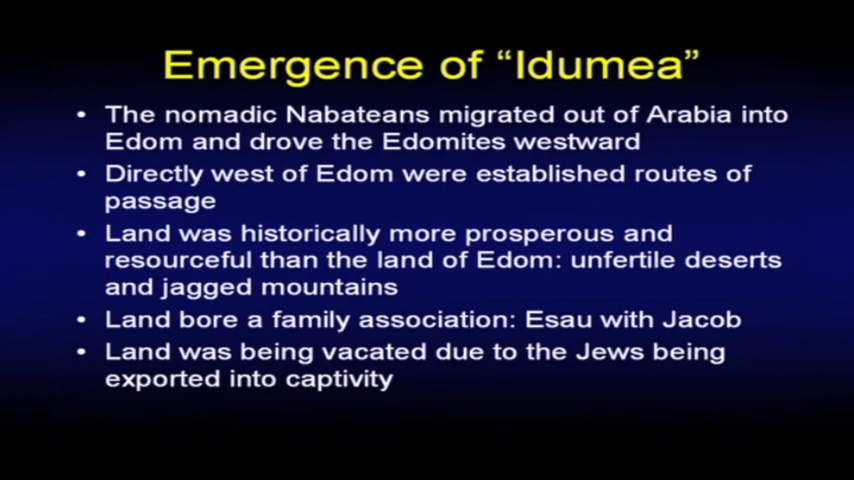 Emergence of “Idumea”
• The nomadic Nabateans migrated out of Arabia into
Edom and drove the Edomites westward
• Directly west of Edom were established routes of
passage
• Land was historically more prosperous and
resourceful than the land of Edom: unfertile deserts
and jagged mountains
• Land bore a family association: Esau with Jacob
• Land was being vacated due to the Jews being
exported into captivity